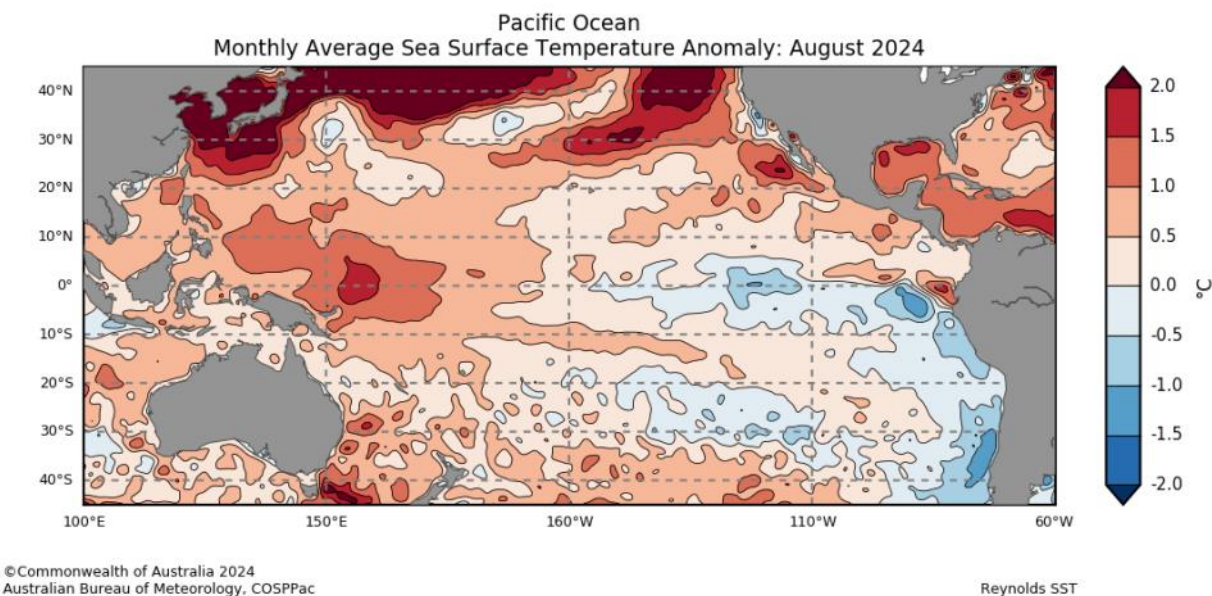 Pacific Ocean
Monthly Average Sea Surface Temperature Anomaly: August 2024
40°N
30°N
20°N
10°N
0°
10°S
20°S
30°S
40°S
100°E
150°E
160°W
110°W
60°W
2.0
1.5
1.0
0.5
0.0
-0.5
-1.0
-1.5
-2.0
°C
©Commonwealth of Australia 2024
Australian Bureau of Meteorology, COSPPac
Reynolds SST